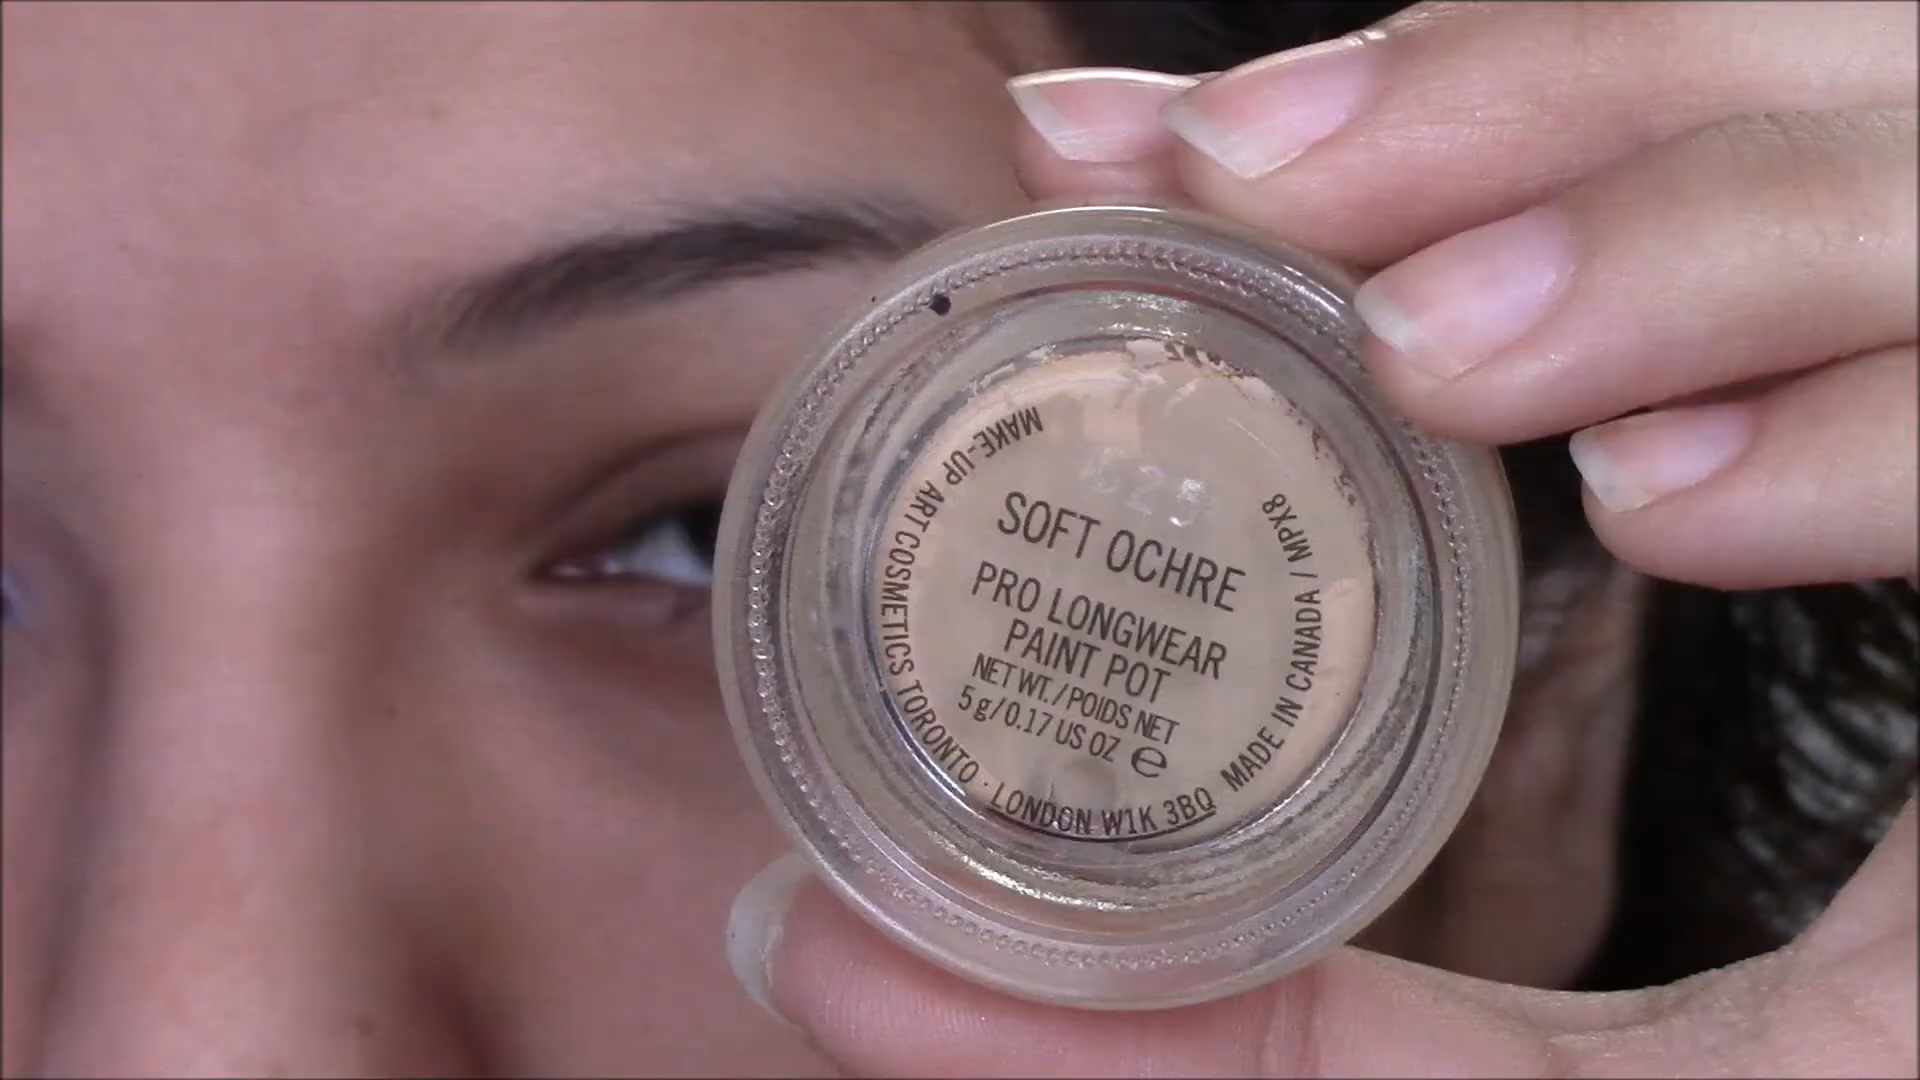 SOFT OCHRE
PRO LONGWEAR
PAINT POT
NET WT./POIDS NET
5 g/0.17 US OZ e
MAKE-UP ART COSMETICS TORONTO · LONDON W1K 3BQ
MADE IN CANADA / MPX8